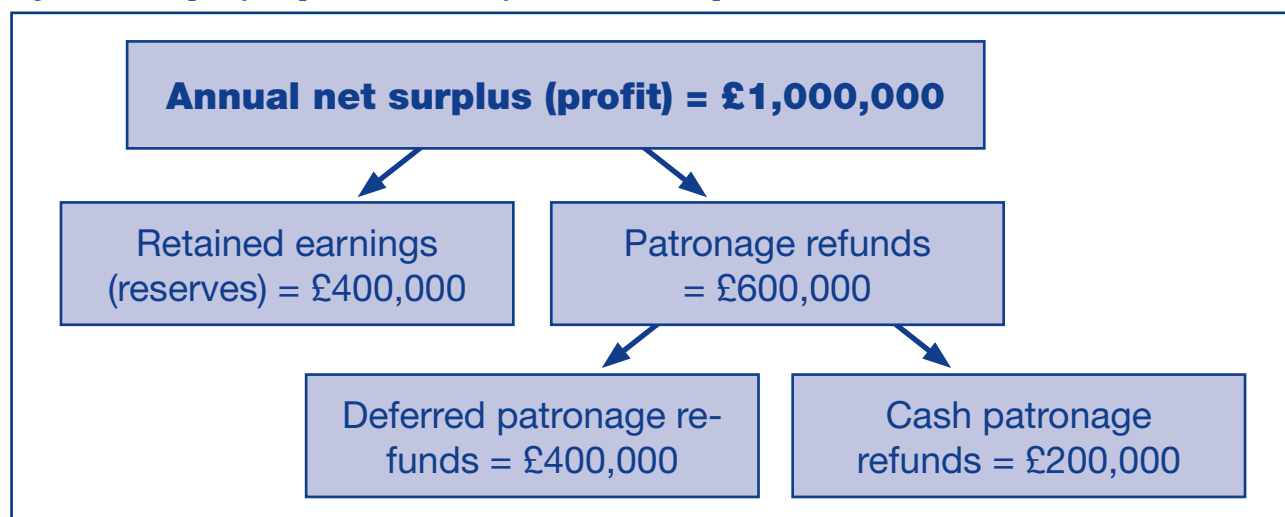 Annual net surplus (profit) = £1,000,000
Retained earnings
(reserves) = £400,000
Patronage refunds
= £600,000
Deferred patronage re-
funds = £400,000
Cash patronage
refunds = £200,000